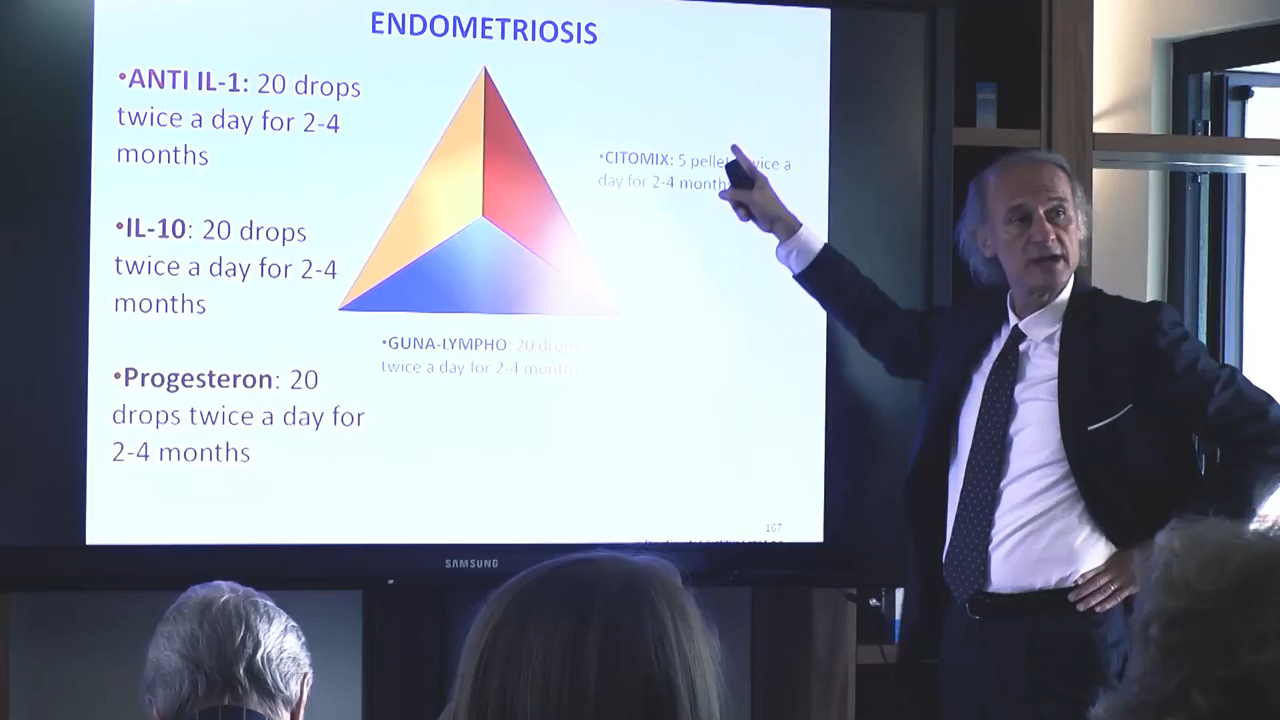 ENDOMETRIOSIS
•ANTI IL-1: 20 drops
twice a day for 2-4
months
•IL-10: 20 drops
twice a day for 2-4
months
•Progesteron: 20
drops twice a day for
2-4 months
•CITOMIX: 5 pellets twice a
day for 2-4 months
•GUNA-LYMPHO: 20 drops
twice a day for 2-4 months
167
SAMSUNG